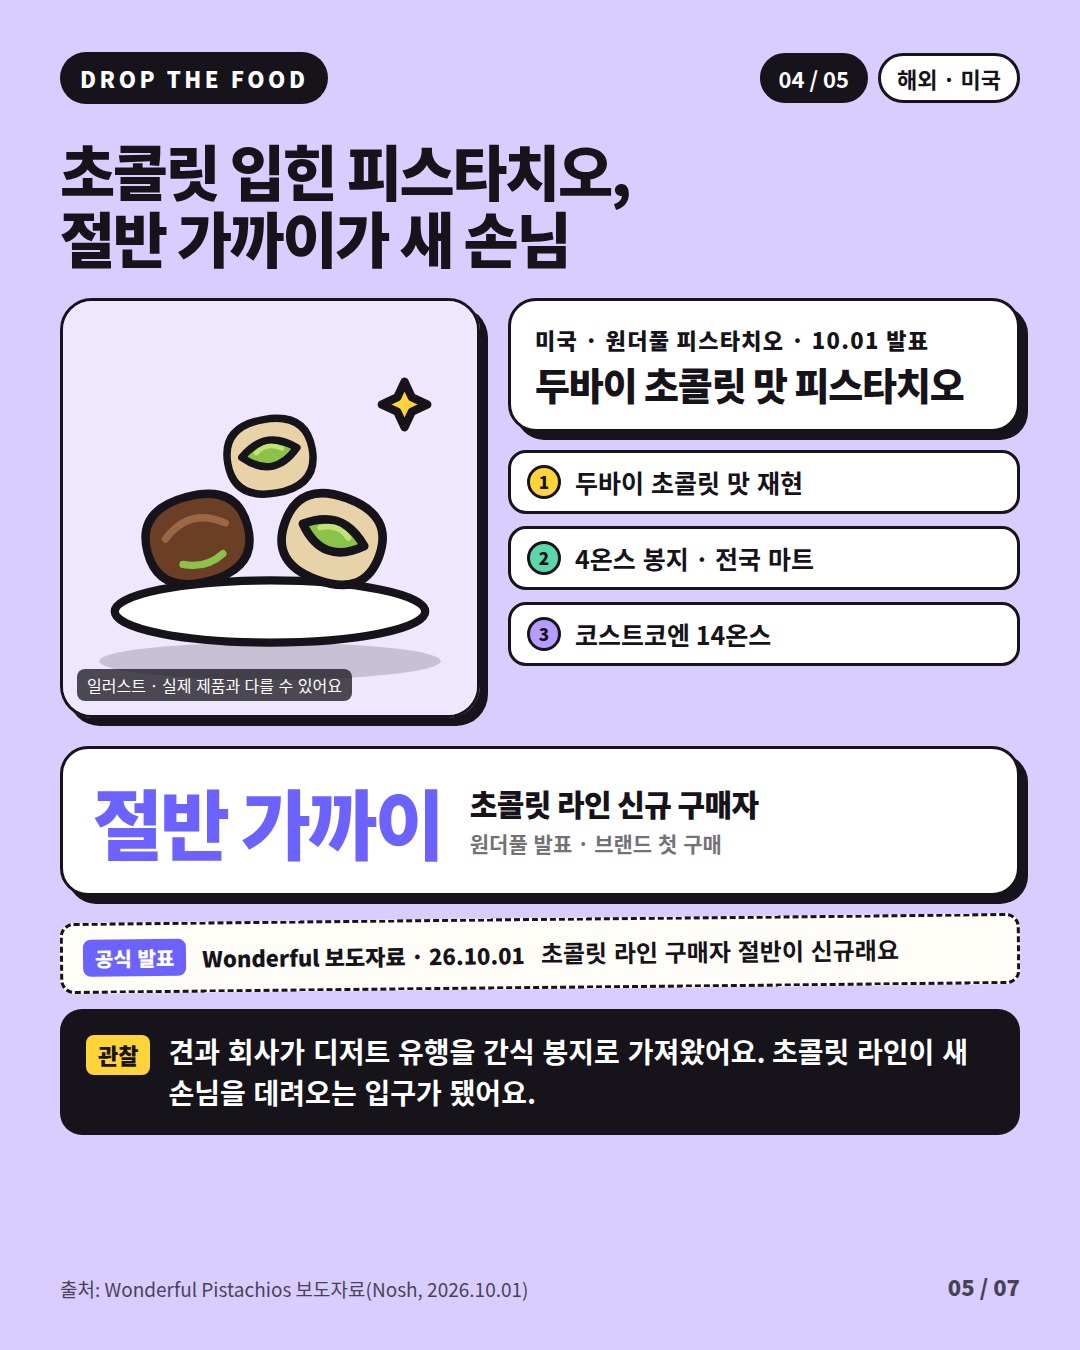 DROP THE FOOD
04 / 05
해외 · 미국
초콜릿 입힌 피스타치오,
절반 가까이가 새 손님
미국 · 원더풀 피스타치오 · 10.01 발표
두바이 초콜릿 맛 피스타치오
1 두바이 초콜릿 맛 재현
2 4온스 봉지 · 전국 마트
3 코스트코엔 14온스
일러스트 · 실제 제품과 다를 수 있어요
절반 가까이
초콜릿 라인 신규 구매자
원더풀 발표 · 브랜드 첫 구매
공식 발표 Wonderful 보도자료 · 26.10.01 초콜릿 라인 구매자 절반이 신규래요
관찰 견과 회사가 디저트 유행을 간식 봉지로 가져왔어요. 초콜릿 라인이 새
손님을 데려오는 입구가 됐어요.
출처: Wonderful Pistachios 보도자료(Nosh, 2026.10.01)
05 / 07